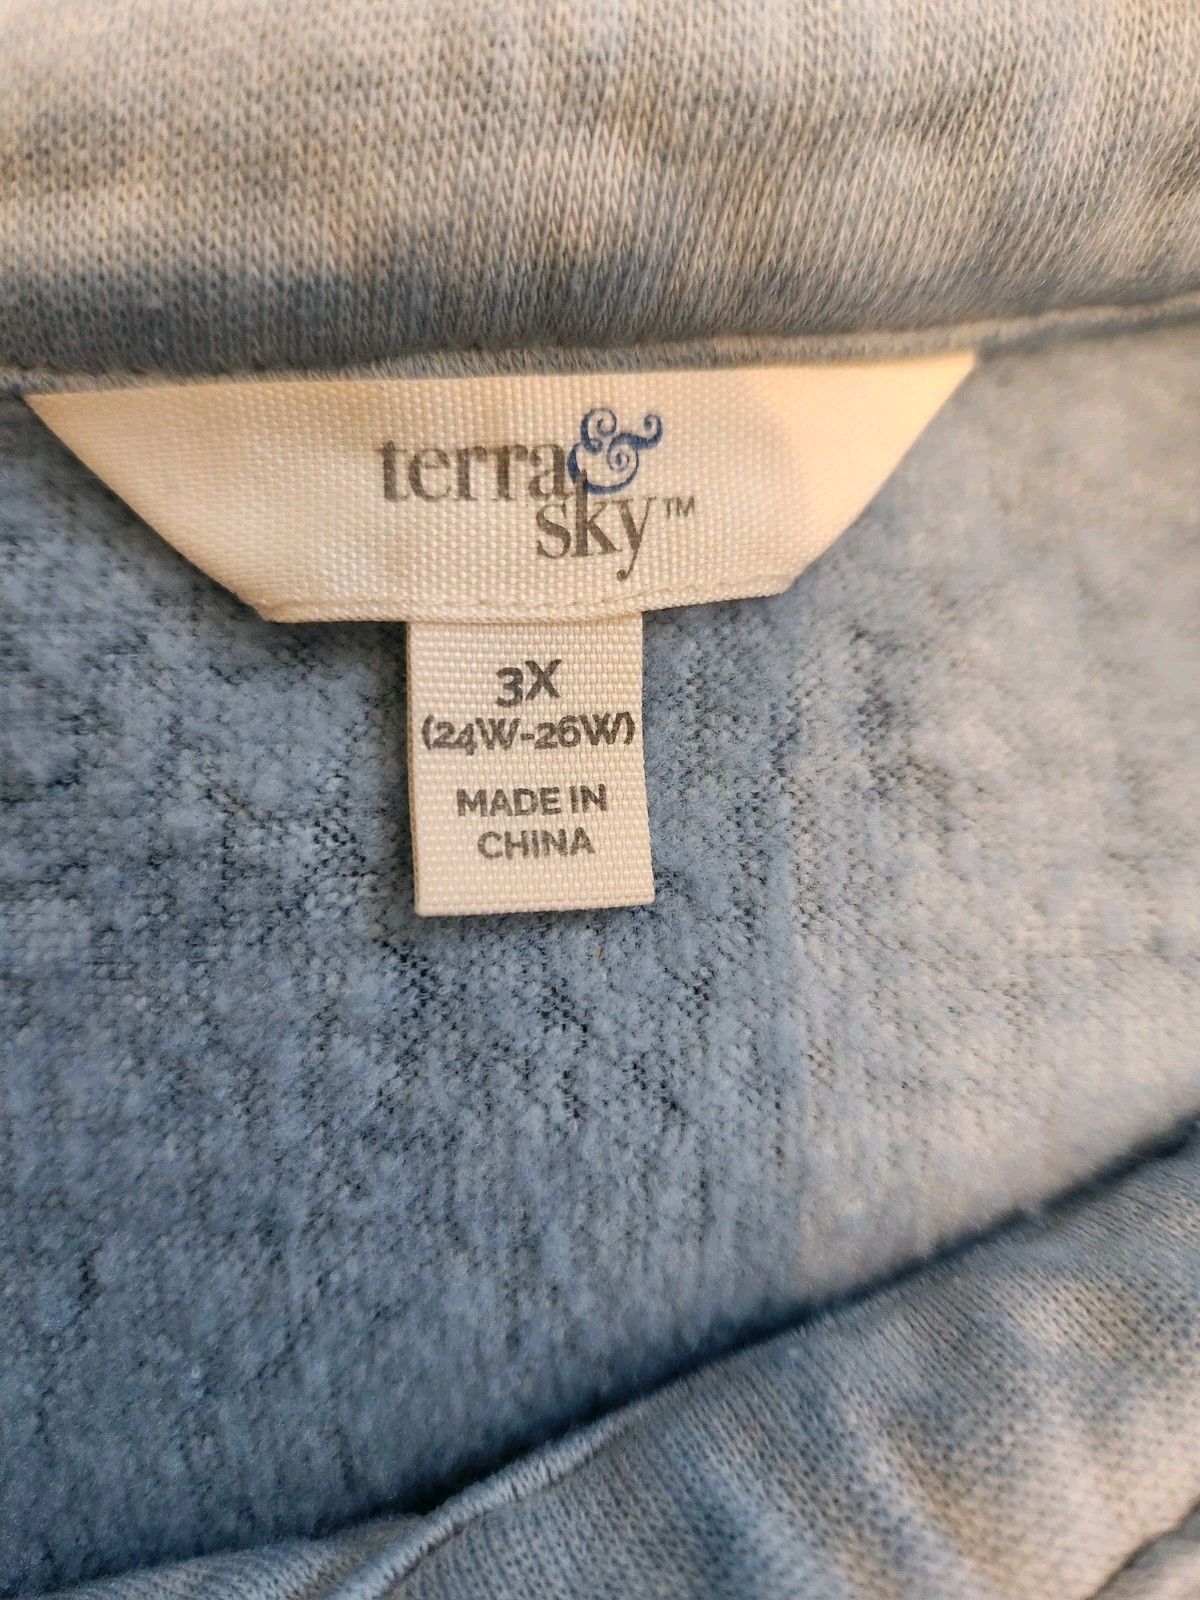 terra &
sky™
3X
(24W-26W)
MADE IN
CHINA